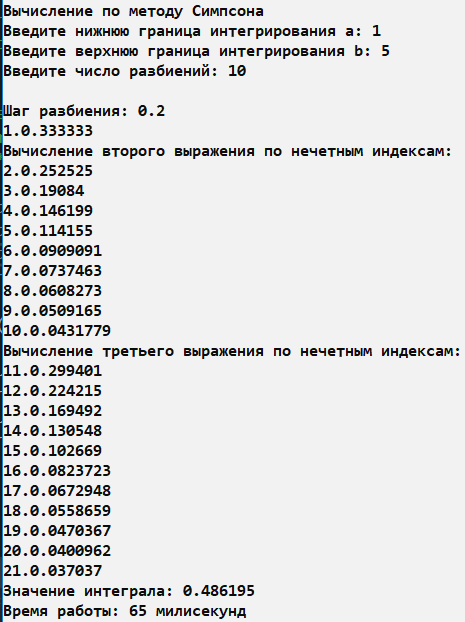 Вычисление по методу Симпсона
Введите нижнюю граница интегрирования a: 1
Введите верхнюю граница интегрирования b: 5
Введите число разбиений: 10
Шаг разбиения: 0.2
1.0.333333
Вычисление второго выражения по нечетным индексам:
2.0.252525
3.0.19084
4.0.146199
5.0.114155
6.0.0909091
7.0.0737463
8.0.0608273
9.0.0509165
10.0.0431779
Вычисление третьего выражения по нечетным индексам:
11.0.299401
12.0.224215
13.0.169492
14.0.130548
15.0.102669
16.0.0823723
17.0.0672948
18.0.0558659
19.0.0470367
20.0.0400962
21.0.037037
Значение интеграла: 0.486195
Время работы: 65 милисекунд